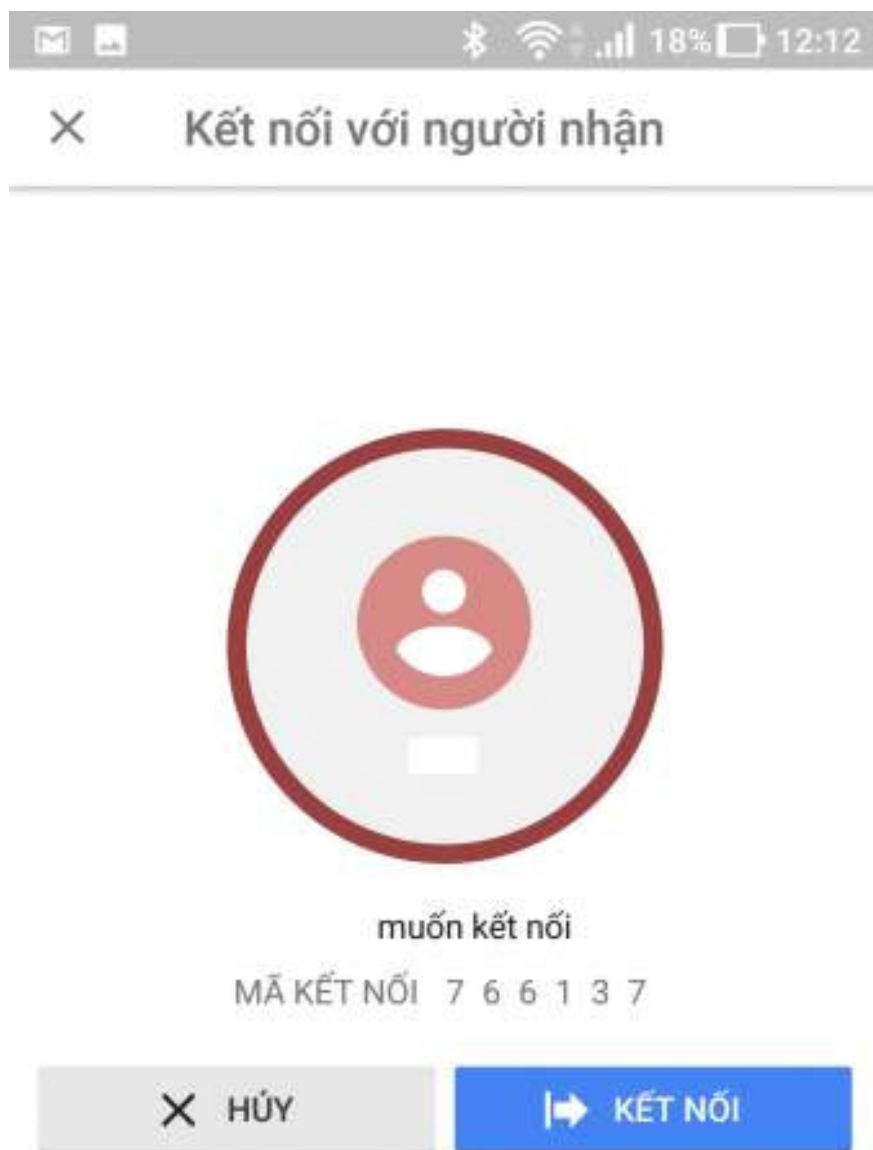 18% 12:12
Kết nối với người nhận
muốn kết nối
MÃ KẾT NỐI 7 6 6 1 3 7
HỦY KẾT NỐI